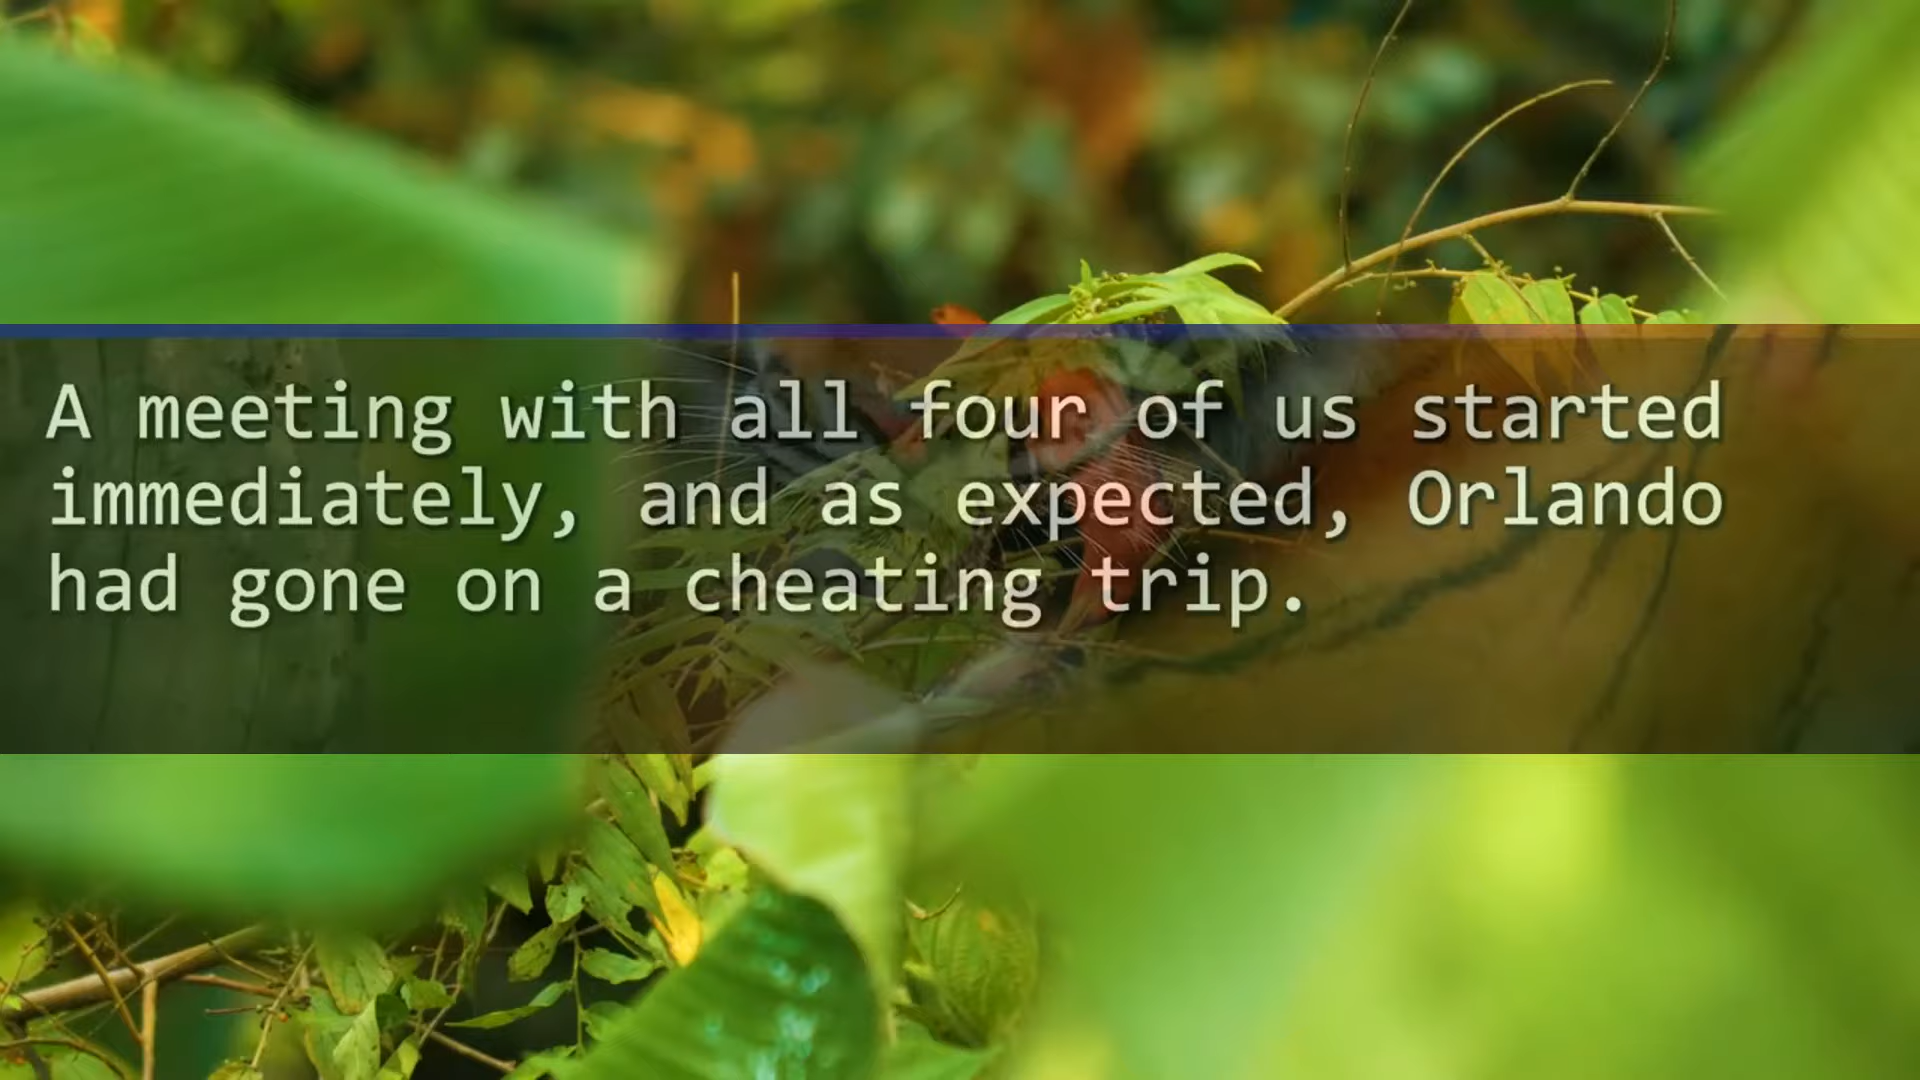 A meeting with all four of us started
immediately, and as expected, Orlando
had gone on a cheating trip.